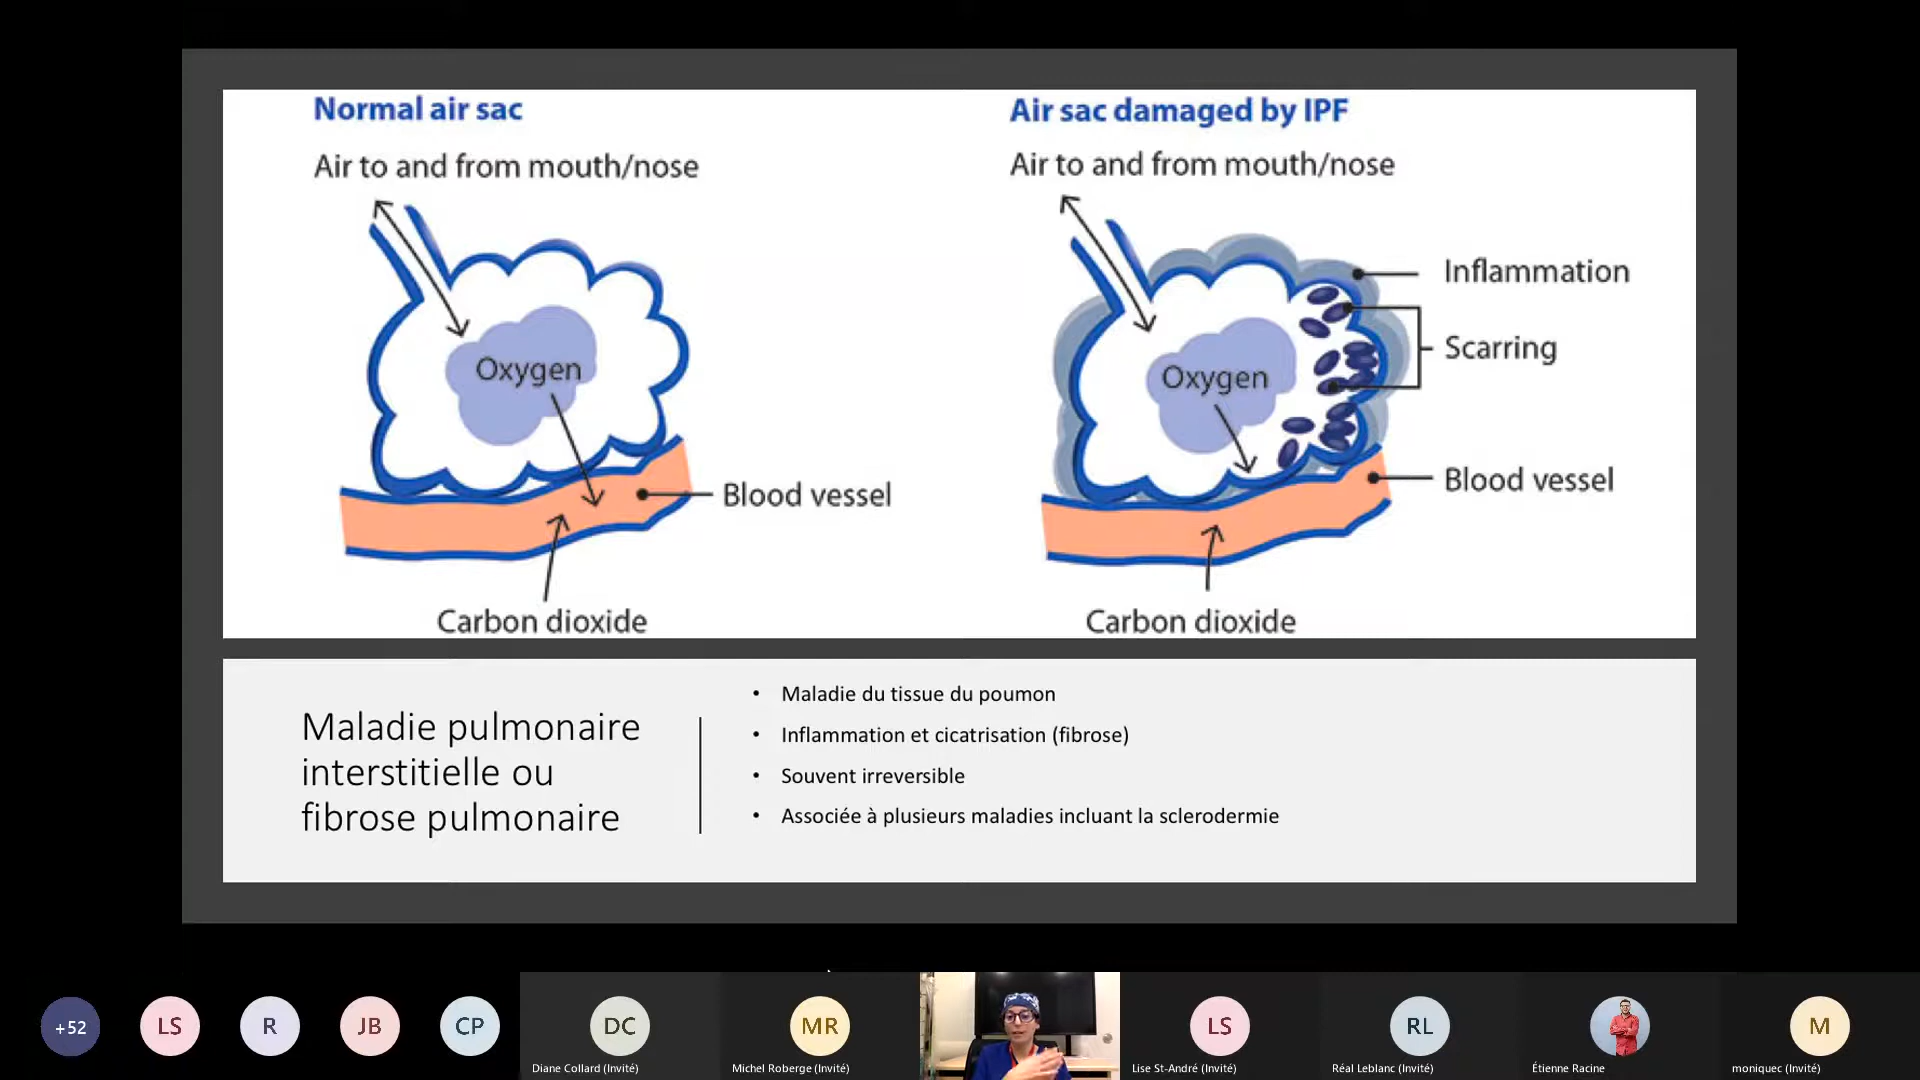 Normal air sac
Air to and from mouth/nose
Oxygen
Blood vessel
Carbon dioxide
Air sac damaged by IPF
Air to and from mouth/nose
Inflammation
Scarring
Oxygen
Blood vessel
Carbon dioxide
Maladie pulmonaire
interstitielle ou
fibrose pulmonaire
• Maladie du tissue du poumon
• Inflammation et cicatrisation (fibrose)
• Souvent irreversible
• Associée à plusieurs maladies incluant la sclerodermie
+52
LS
R
JB
CP
DC
Diane Collard (Invité)
MR
Michel Roberge (Invité)
LS
Lise St-André (Invité)
RL
Réal Leblanc (Invité)
Étienne Racine
M
moniquec (Invité)